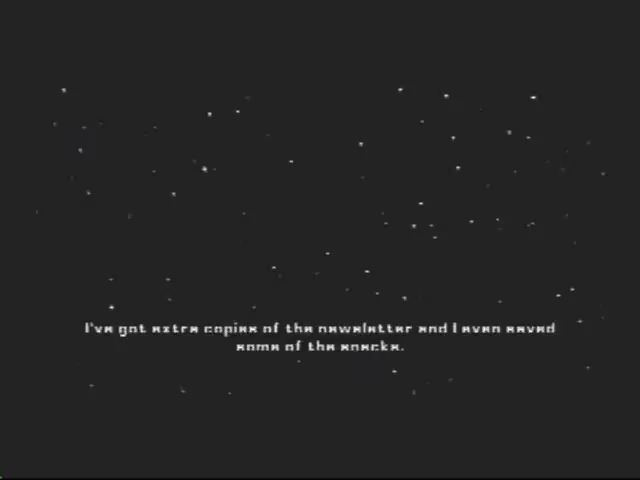 I've got extra copies of the newsletter and I even saved
some of the snacks.